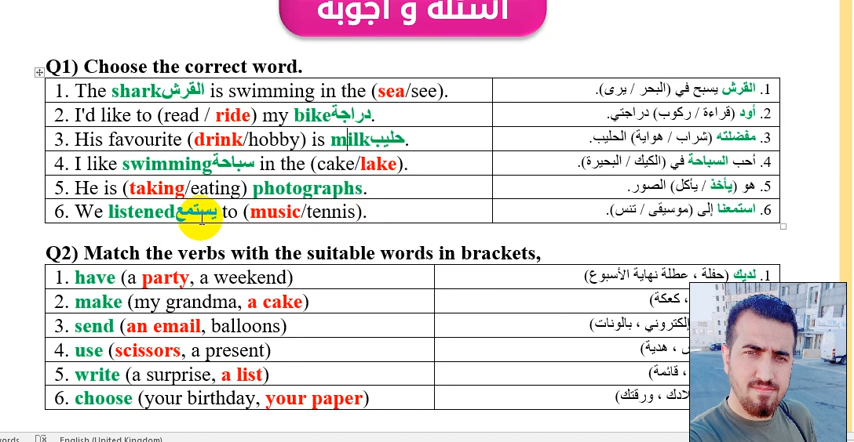 اسئلة و اجوبة
Q1) Choose the correct word.
1. The sharkالقرش is swimming in the (sea/see).
1. القرش يسبح في (البحر / يرى).
2. I'd like to (read / ride) my bikeدراجة.
2. أود (قراءة / ركوب) دراجتي.
3. His favourite (drink/hobby) is milkحليب.
3. مفضلته (شراب / هواية) الحليب.
4. I like swimmingسباحة in the (cake/lake).
4. أحب السباحة في (الكيك / البحيرة).
5. He is (taking/eating) photographs.
5. هو (يأخذ / يأكل) الصور.
6. We listenedيستمع to (music/tennis).
6. استمعنا إلى (موسيقى / تنس).
Q2) Match the verbs with the suitable words in brackets,
1. have (a party, a weekend)
1. لديك (حفلة ، عطلة نهاية الأسبوع)
2. make (my grandma, a cake)
، كعكة)
3. send (an email, balloons)
إلكتروني ، بالونات)
4. use (scissors, a present)
، هدية)
5. write (a surprise, a list)
، قائمة)
6. choose (your birthday, your paper)
، ورقتك)
English (United Kingdom)